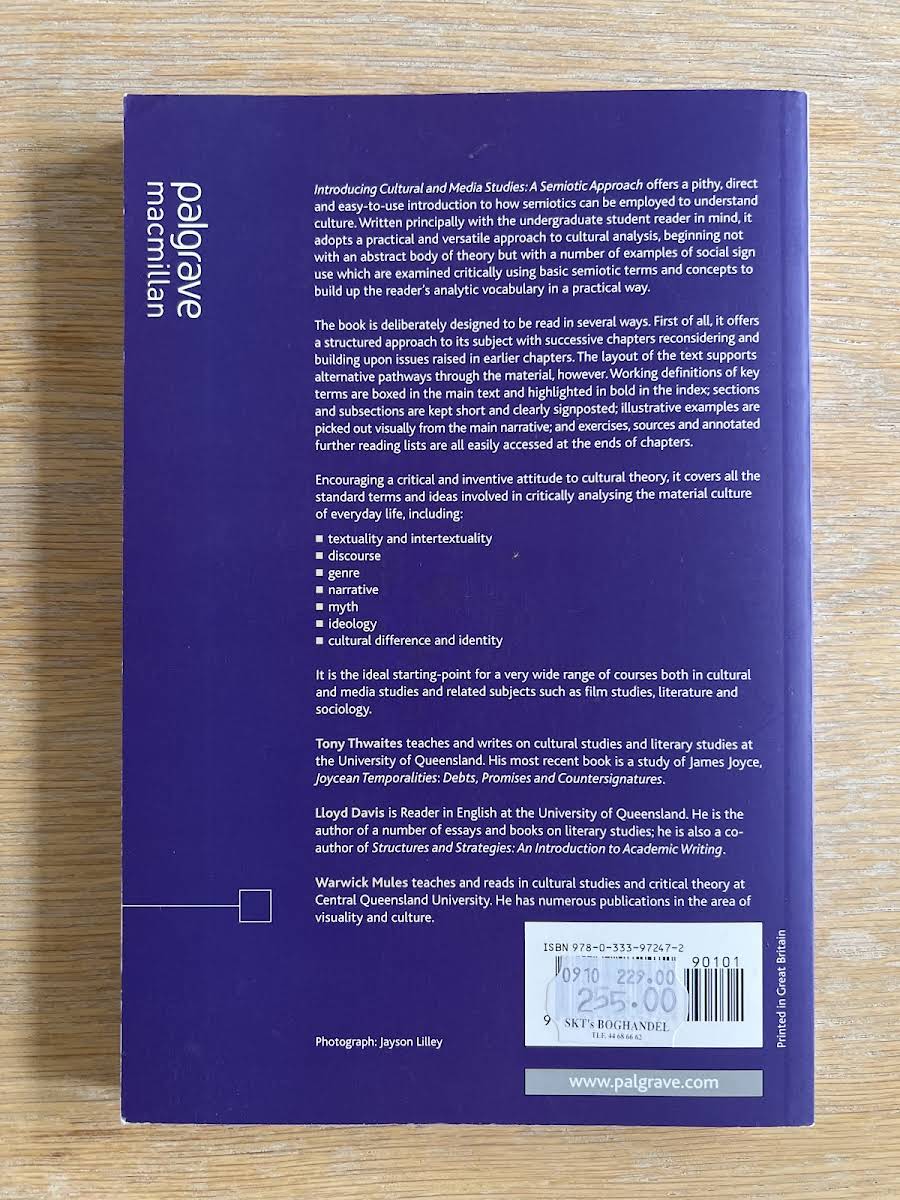 palgrave
macmillan
Introducing Cultural and Media Studies: A Semiotic Approach offers a pithy, direct
and easy-to-use introduction to how semiotics can be employed to understand
culture. Written principally with the undergraduate student reader in mind, it
adopts a practical and versatile approach to cultural analysis, beginning not
with an abstract body of theory but with a number of examples of social sign
use which are examined critically using basic semiotic terms and concepts to
build up the reader's analytic vocabulary in a practical way.
The book is deliberately designed to be read in several ways. First of all, it offers
a structured approach to its subject with successive chapters reconsidering and
building upon issues raised in earlier chapters. The layout of the text supports
alternative pathways through the material, however. Working definitions of key
terms are boxed in the main text and highlighted in bold in the index; sections
and subsections are kept short and clearly signposted; illustrative examples are
picked out visually from the main narrative; and exercises, sources and annotated
further reading lists are all easily accessed at the ends of chapters.
Encouraging a critical and inventive attitude to cultural theory, it covers all the
standard terms and ideas involved in critically analysing the material culture
of everyday life, including:
■ textuality and intertextuality
■ discourse
■ genre
■ narrative
■ myth
■ ideology
■ cultural difference and identity
It is the ideal starting-point for a very wide range of courses both in cultural
and media studies and related subjects such as film studies, literature and
sociology.
Tony Thwaites teaches and writes on cultural studies and literary studies at
the University of Queensland. His most recent book is a study of James Joyce,
Joycean Temporalities: Debts, Promises and Countersignatures.
Lloyd Davis is Reader in English at the University of Queensland. He is the
author of a number of essays and books on literary studies; he is also a co-
author of Structures and Strategies: An Introduction to Academic Writing.
Warwick Mules teaches and reads in cultural studies and critical theory at
Central Queensland University. He has numerous publications in the area of
visuality and culture.
ISBN 978-0-333-97247-2
90101
0910 229.00
255.00
9
SKT's BOGHANDEL
TLF. 44 68 66 62
Printed in Great Britain
Photograph: Jayson Lilley
www.palgrave.com